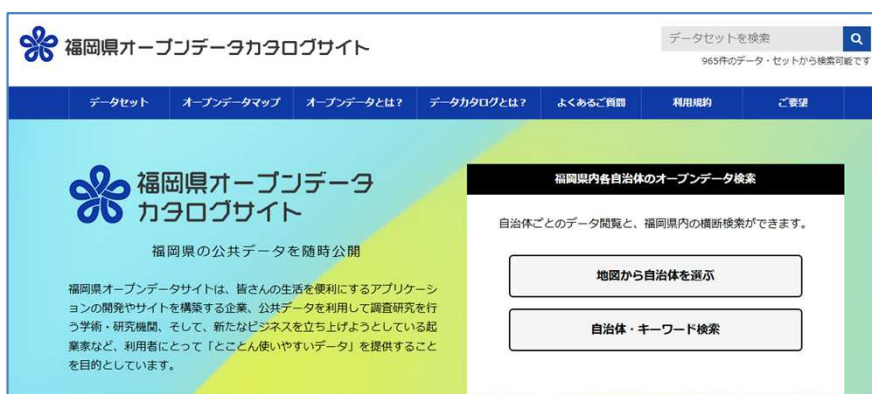 福岡県オープンデータカタログサイト
データセットを検索
965件のデータ・セットから検索可能です
データセット オープンデータマップ オープンデータとは? データカタログとは? よくあるご質問 利用規約 ご要望
福岡県オープンデータ
カタログサイト
福岡県の公共データを随時公開
福岡県オープンデータサイトは、皆さんの生活を便利にするアプリケーシ
ョンの開発やサイトを構築する企業、公共データを利用して調査研究を行
う学術・研究機関、そして、新たなビジネスを立ち上げようとしている起
業家など、利用者にとって「とことん使いやすいデータ」を提供すること
を目的としています。
福岡県内各自治体のオープンデータ検索
自治体ごとのデータ閲覧と、福岡県内の横断検索ができます。
地図から自治体を選ぶ
自治体・キーワード検索